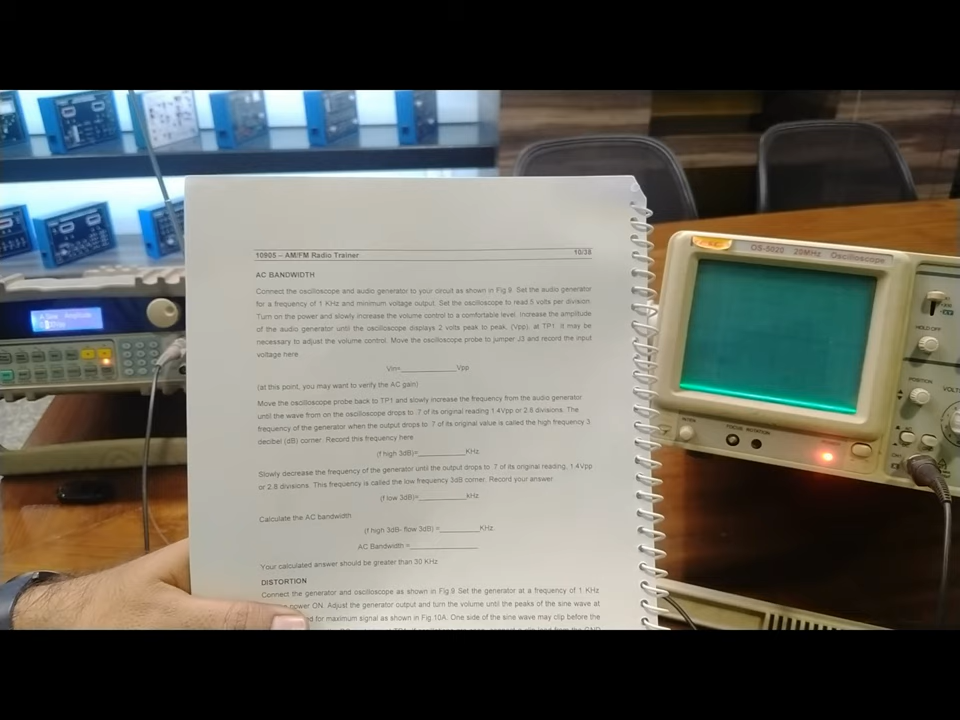 10905 – AM/FM Radio Trainer 10/38
AC BANDWIDTH
Connect the oscilloscope and audio generator to your circuit as shown in Fig.9. Set the audio generator
for a frequency of 1 KHz and minimum voltage output. Set the oscilloscope to read.5 volts per division.
Turn on the power and slowly increase the volume control to a comfortable level. Increase the amplitude
of the audio generator until the oscilloscope displays 2 volts peak to peak, (Vpp), at TP1. It may be
necessary to adjust the volume control. Move the oscilloscope probe to jumper J3 and record the input
voltage here
Vin=____________Vpp
(at this point, you may want to verify the AC gain)
Move the oscilloscope probe back to TP1 and slowly increase the frequency from the audio generator
until the wave from on the oscilloscope drops to .7 of its original reading 1.4Vpp or 2.8 divisions. The
frequency of the generator when the output drops to .7 of its original value is called the high frequency 3
decibel (dB) corner. Record this frequency here
(f high 3dB)=__________KHz.
Slowly decrease the frequency of the generator until the output drops to .7 of its original reading, 1.4Vpp
or 2.8 divisions. This frequency is called the low frequency 3dB corner. Record your answer
(f low 3dB)=__________kHz
Calculate the AC bandwidth
(f high 3dB- flow 3dB) =________KHz.
AC Bandwidth =______________
Your calculated answer should be greater than 30 KHz
DISTORTION
Connect the generator and oscilloscope as shown in Fig.9 Set the generator at a frequency of 1 KHz
power ON. Adjust the generator output and turn the volume until the peaks of the sine wave at
for maximum signal as shown in Fig.10A. One side of the sine wave may clip before the
OS-5020 20MHz Oscilloscope
HOLD OFF
POSITION
FOCUS ROTATION